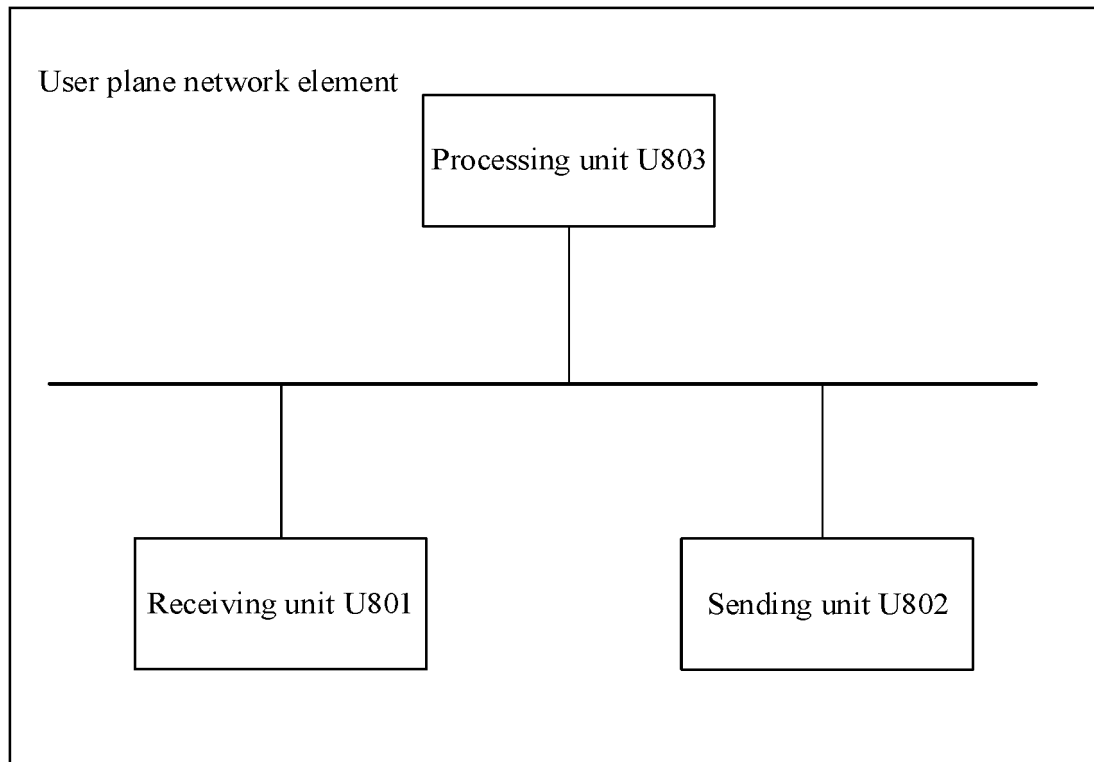 User plane network element
Processing unit U803
Receiving unit U801
Sending unit U802